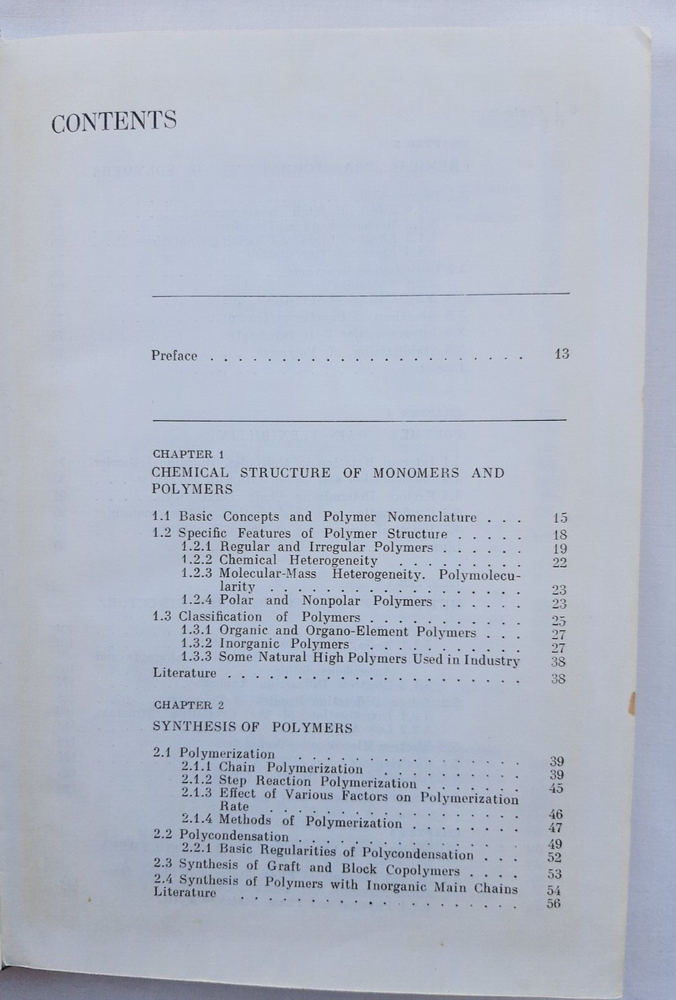 CONTENTS
Preface . . . . . . . . . . . . . . . . . . . . . . 13
CHAPTER 1
CHEMICAL STRUCTURE OF MONOMERS AND
POLYMERS
1.1 Basic Concepts and Polymer Nomenclature . . . 15
1.2 Specific Features of Polymer Structure . . . . . 18
1.2.1 Regular and Irregular Polymers . . . . . . 19
1.2.2 Chemical Heterogeneity . . . . . . . . . 22
1.2.3 Molecular-Mass Heterogeneity. Polymolecu-
larity . . . . . . . . . . . . . . . . . . 23
1.2.4 Polar and Nonpolar Polymers . . . . . . 23
1.3 Classification of Polymers . . . . . . . . . . . 25
1.3.1 Organic and Organo-Element Polymers . . . 27
1.3.2 Inorganic Polymers . . . . . . . . . . . 27
1.3.3 Some Natural High Polymers Used in Industry 38
Literature . . . . . . . . . . . . . . . . . . . . . 38
CHAPTER 2
SYNTHESIS OF POLYMERS
2.1 Polymerization . . . . . . . . . . . . . . . . 39
2.1.1 Chain Polymerization . . . . . . . . . . 39
2.1.2 Step Reaction Polymerization . . . . . . . 45
2.1.3 Effect of Various Factors on Polymerization
Rate . . . . . . . . . . . . . . . . . . 46
2.1.4 Methods of Polymerization . . . . . . . . 47
2.2 Polycondensation . . . . . . . . . . . . . . . . 49
2.2.1 Basic Regularities of Polycondensation . . . 52
2.3 Synthesis of Graft and Block Copolymers . . . . 53
2.4 Synthesis of Polymers with Inorganic Main Chains 54
Literature . . . . . . . . . . . . . . . . . . . . 56